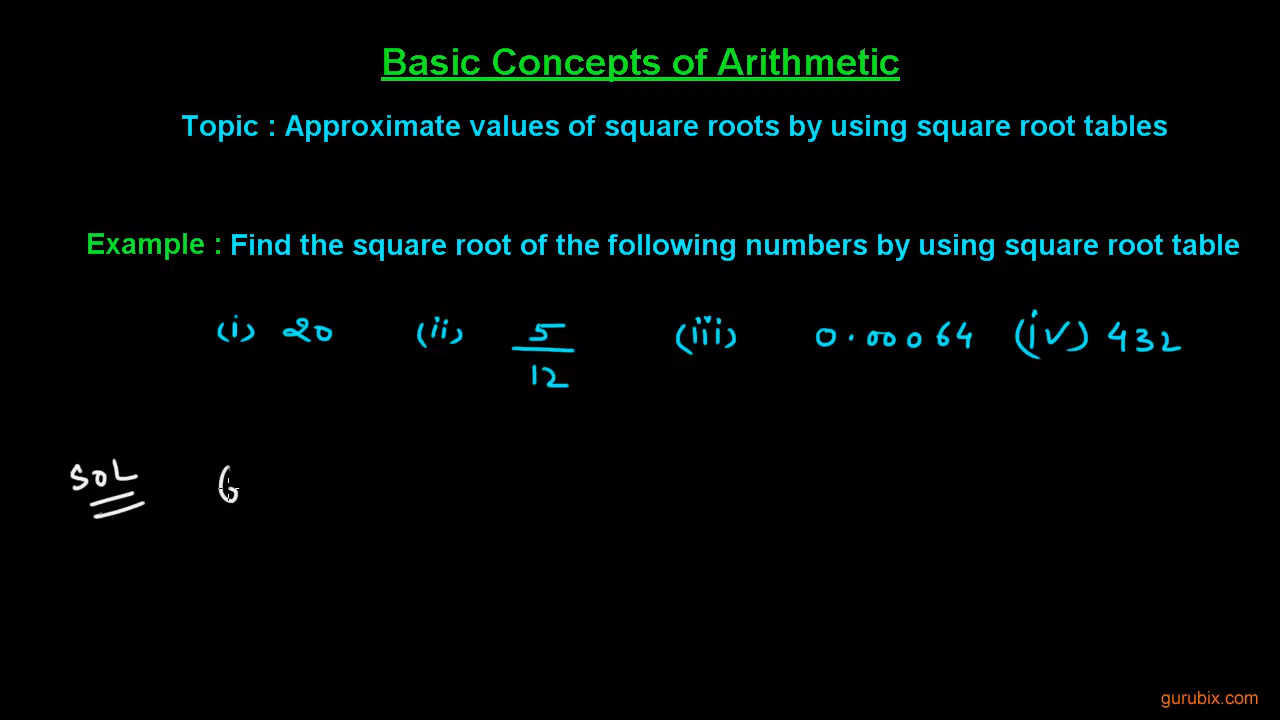 Basic Concepts of Arithmetic
Topic : Approximate values of square roots by using square root tables
Example : Find the square root of the following numbers by using square root table
(i) 20 (ii) 5/12 (iii) 0.00064 (iv) 432
SOL (
gurubix.com